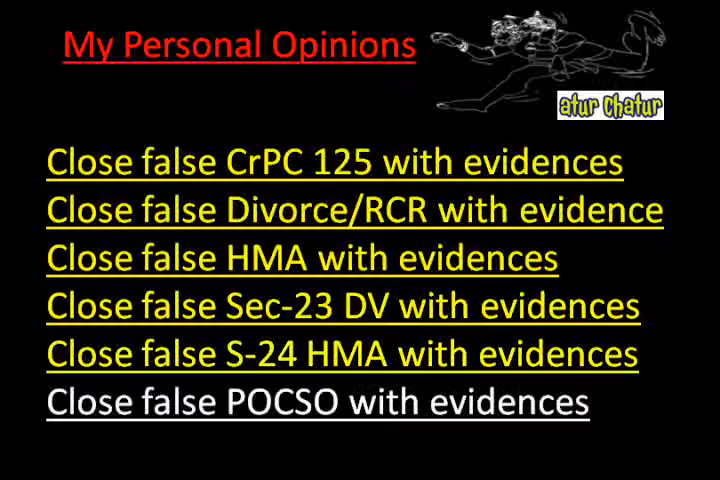 My Personal Opinions
atur chatur
Close false CrPC 125 with evidences
Close false Divorce/RCR with evidence
Close false HMA with evidences
Close false Sec-23 DV with evidences
Close false S-24 HMA with evidences
Close false POCSO with evidences